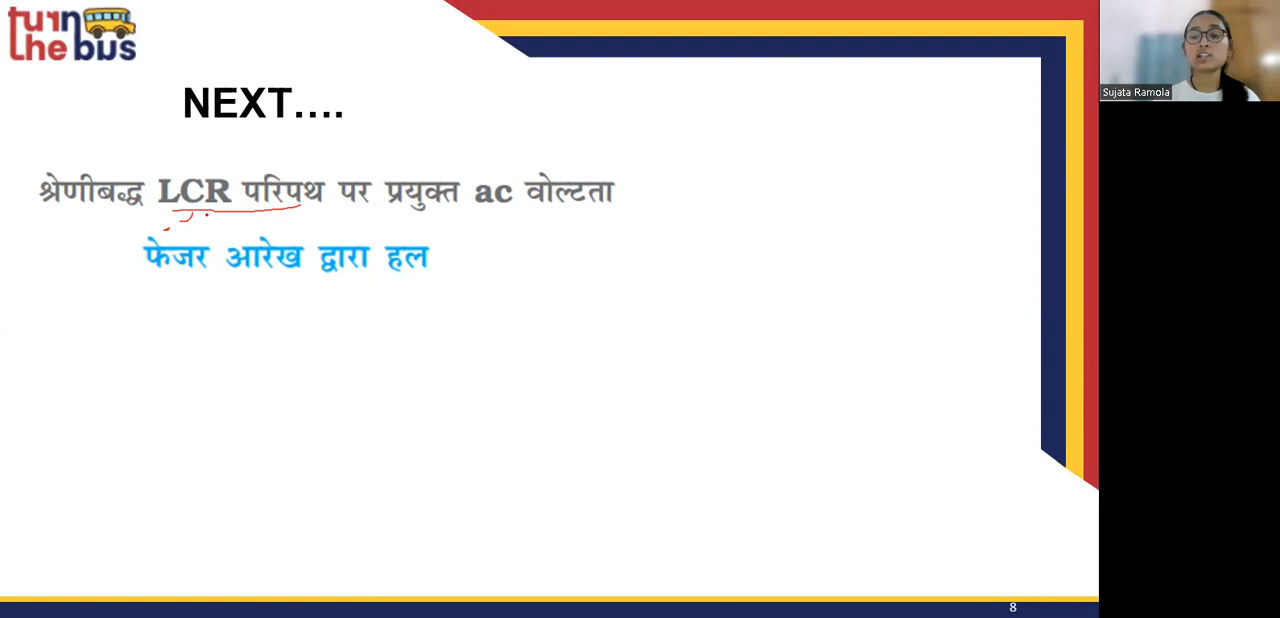 turn
the bus
NEXT....
श्रेणीबद्ध LCR परिपथ पर प्रयुक्त ac वोल्टता
फेजर आरेख द्वारा हल
Sujata Ramola
8